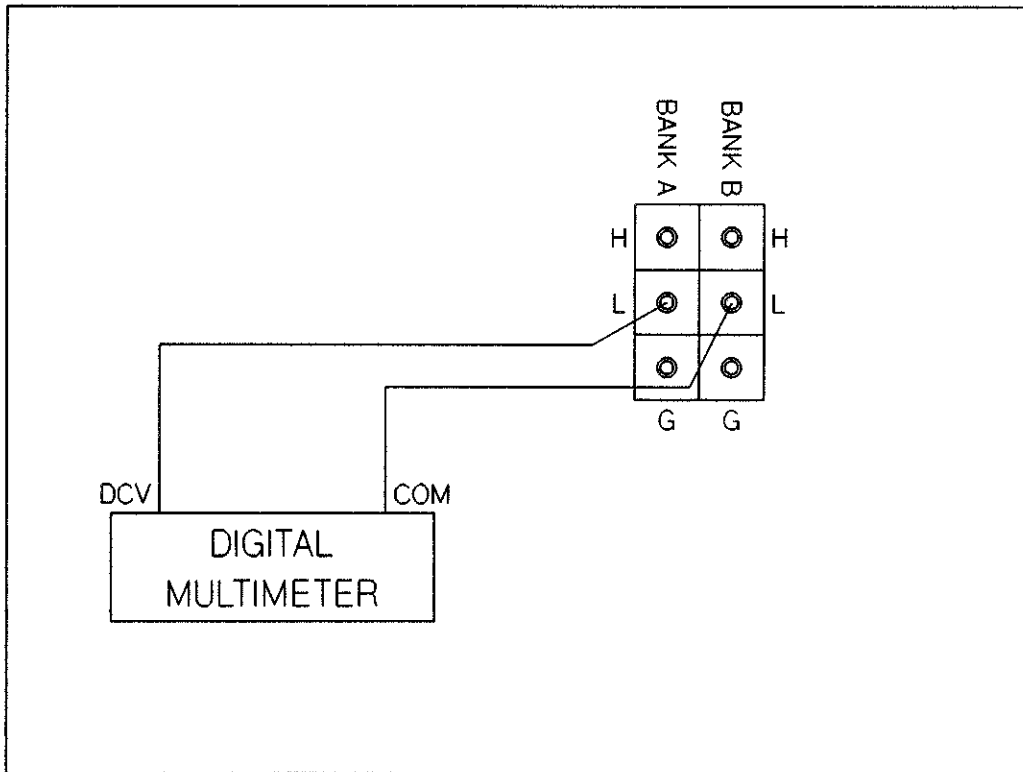 BANK A
BANK B
H H
L L
G G
DCV COM
DIGITAL
MULTIMETER